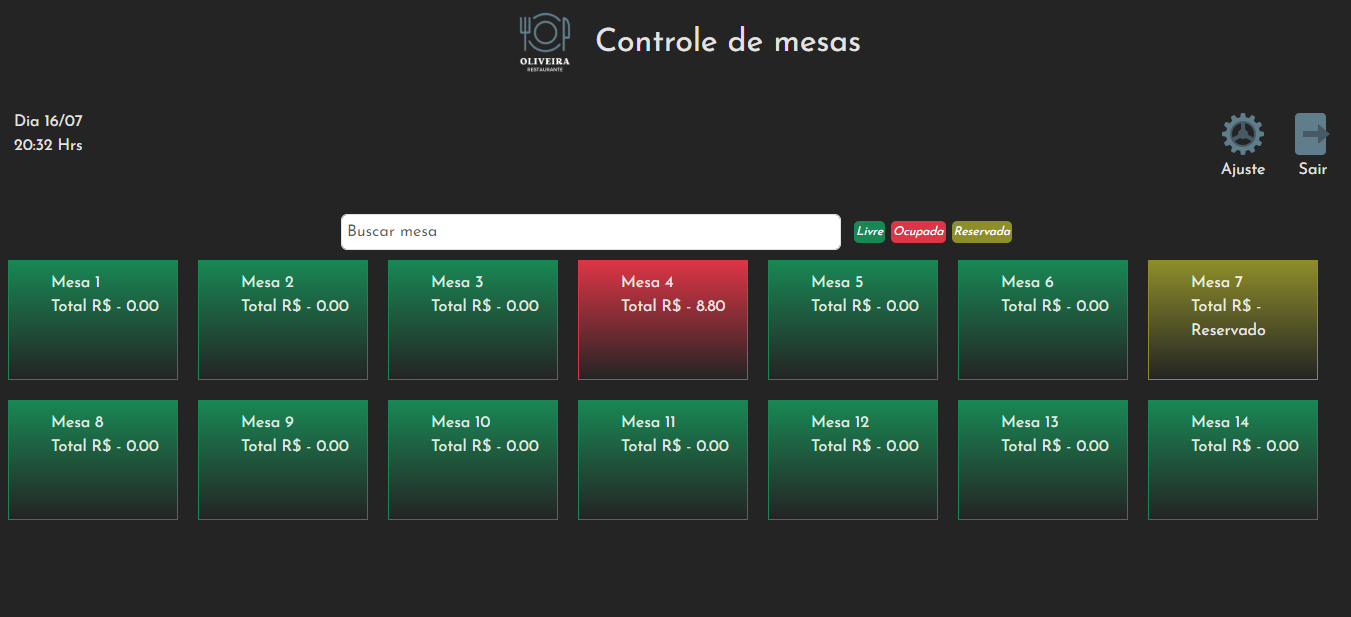 OLIVEIRA
RESTAURANTE
Controle de mesas
Dia 16/07
20:32 Hrs
Ajuste
Sair
Buscar mesa
Livre
Ocupada
Reservada
Mesa 1
Total R$ - 0.00
Mesa 2
Total R$ - 0.00
Mesa 3
Total R$ - 0.00
Mesa 4
Total R$ - 8.80
Mesa 5
Total R$ - 0.00
Mesa 6
Total R$ - 0.00
Mesa 7
Total R$ -
Reservado
Mesa 8
Total R$ - 0.00
Mesa 9
Total R$ - 0.00
Mesa 10
Total R$ - 0.00
Mesa 11
Total R$ - 0.00
Mesa 12
Total R$ - 0.00
Mesa 13
Total R$ - 0.00
Mesa 14
Total R$ - 0.00